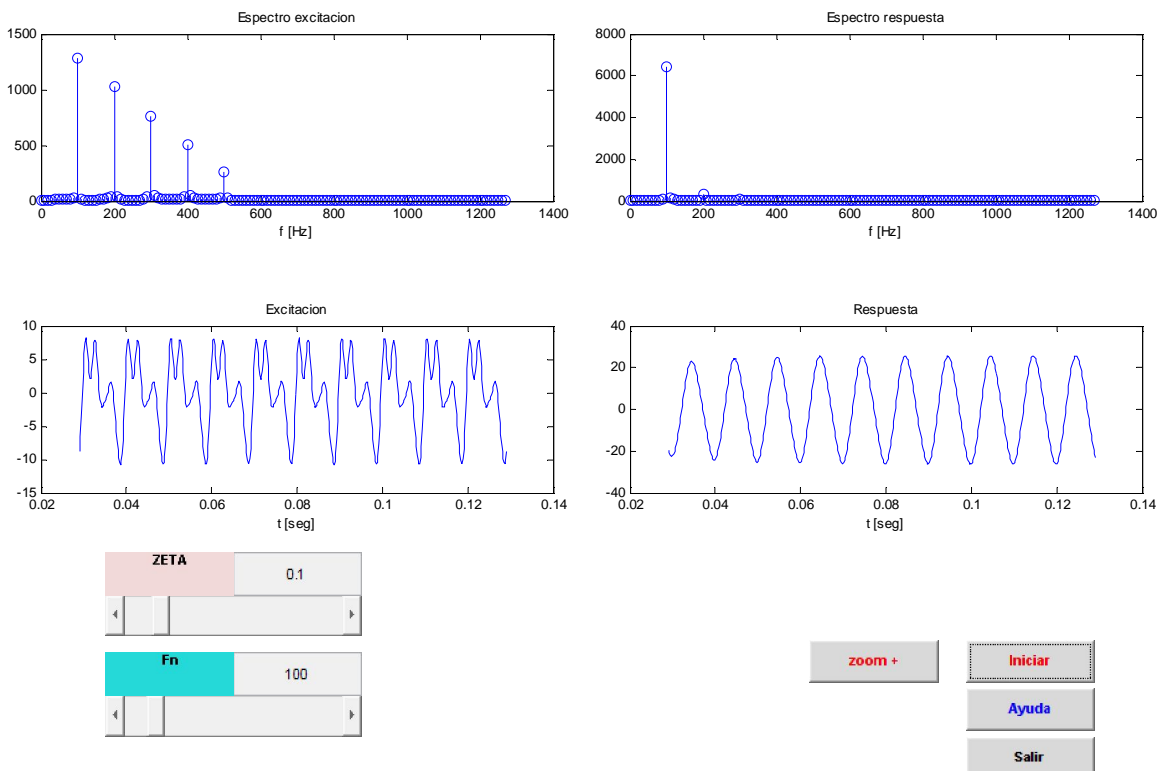 Espectro excitacion
1500
1000
500
0
0 200 400 600 800 1000 1200 1400
f [Hz]
Espectro respuesta
8000
6000
4000
2000
0
0 200 400 600 800 1000 1200 1400
f [Hz]
Excitacion
10
5
0
-5
-10
-15
0.02 0.04 0.06 0.08 0.1 0.12 0.14
t [seg]
Respuesta
40
20
0
-20
-40
0.02 0.04 0.06 0.08 0.1 0.12 0.14
t [seg]
ZETA 0.1
Fn 100
zoom +
Iniciar
Ayuda
Salir